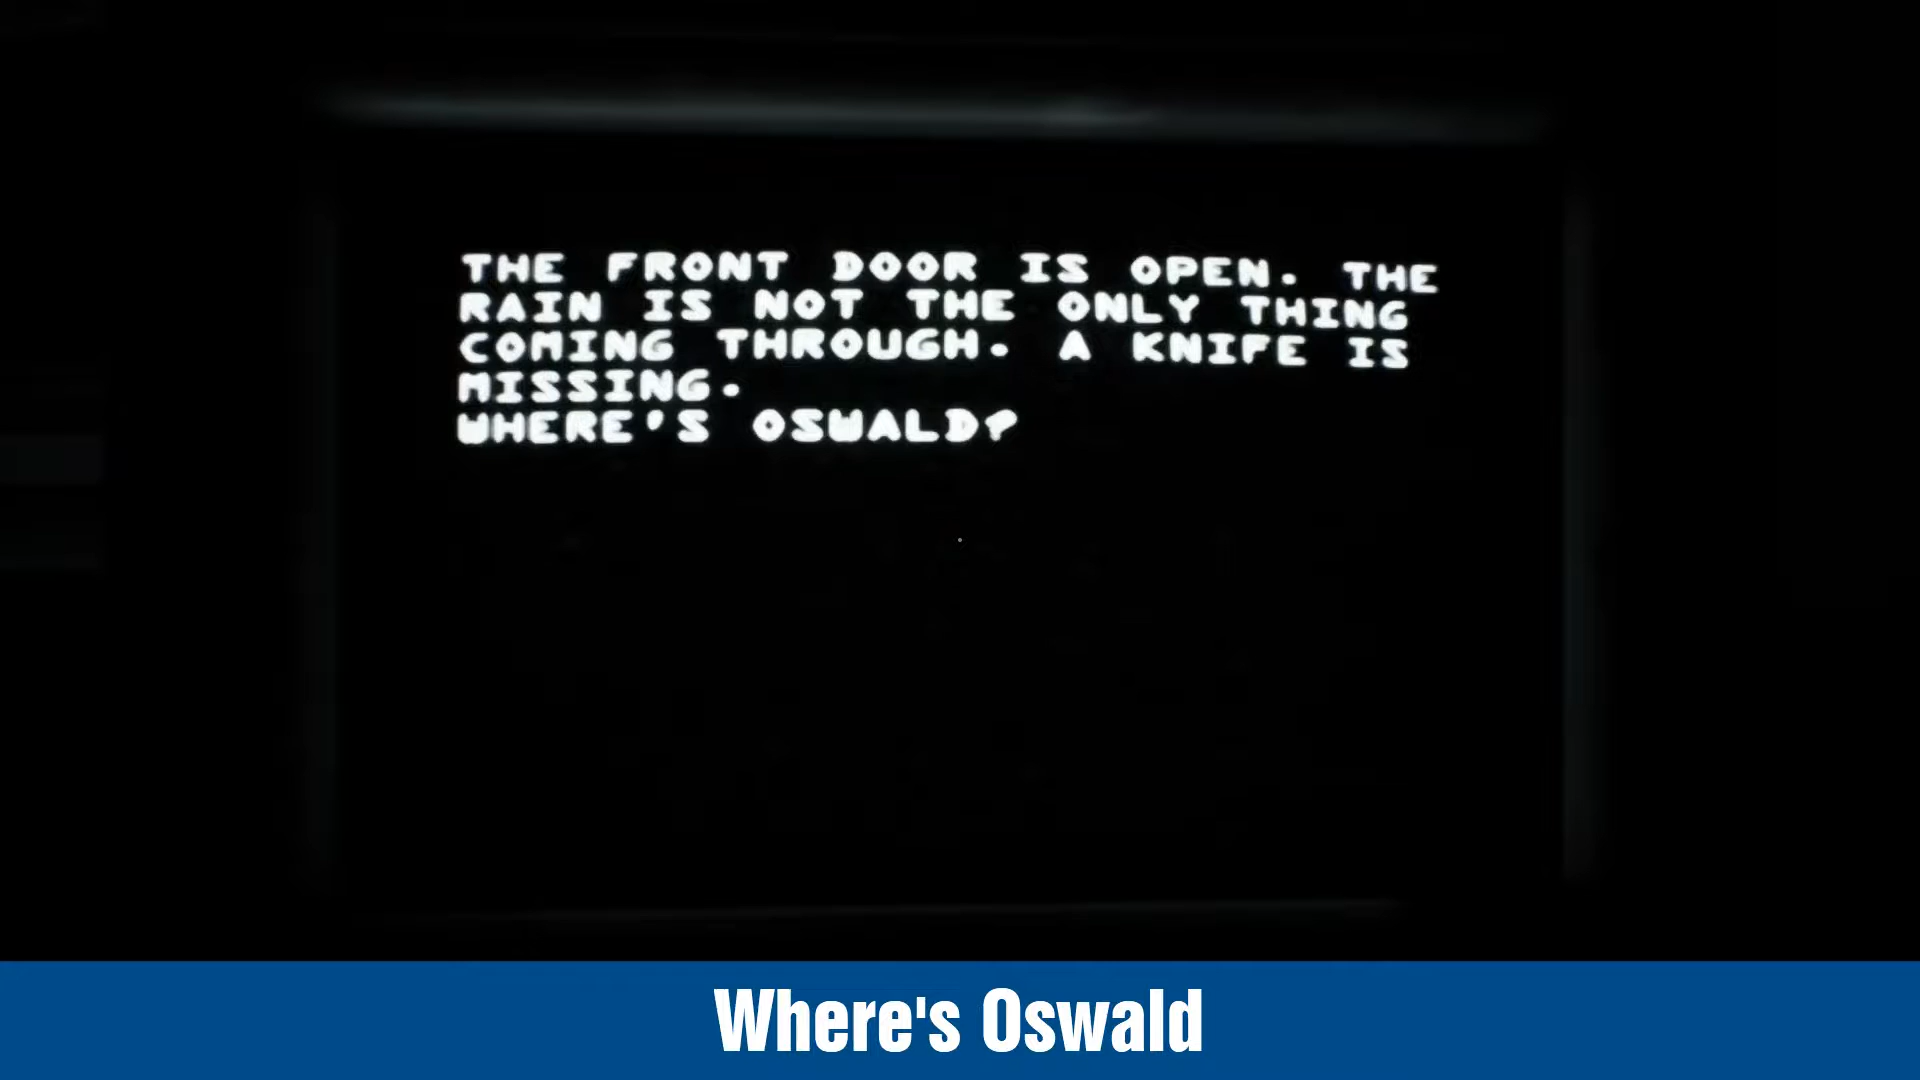 THE FRONT DOOR IS OPEN. THE
RAIN IS NOT THE ONLY THING
COMING THROUGH. A KNIFE IS
MISSING.
WHERE'S OSWALD?
Where's Oswald